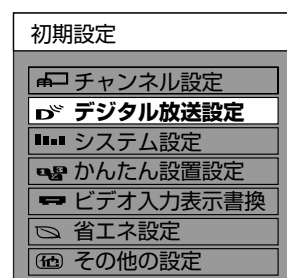 初期設定
チャンネル設定
デジタル放送設定
システム設定
かんたん設置設定
ビデオ入力表示書換
省エネ設定
他 その他の設定